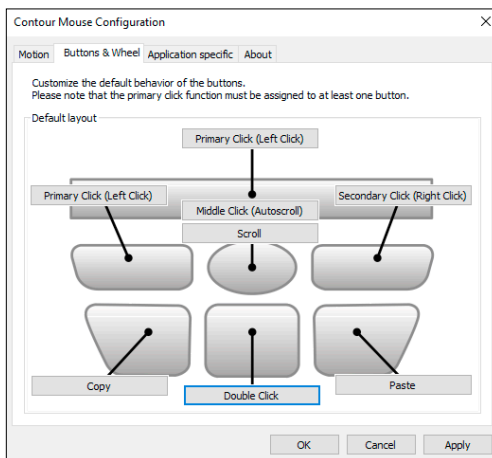 Contour Mouse Configuration
Motion
Buttons & Wheel
Application specific
About
Customize the default behavior of the buttons.
Please note that the primary click function must be assigned to at least one button.
Default layout
Primary Click (Left Click)
Primary Click (Left Click)
Secondary Click (Right Click)
Middle Click (Autoscroll)
Scroll
Copy
Double Click
Paste
OK
Cancel
Apply